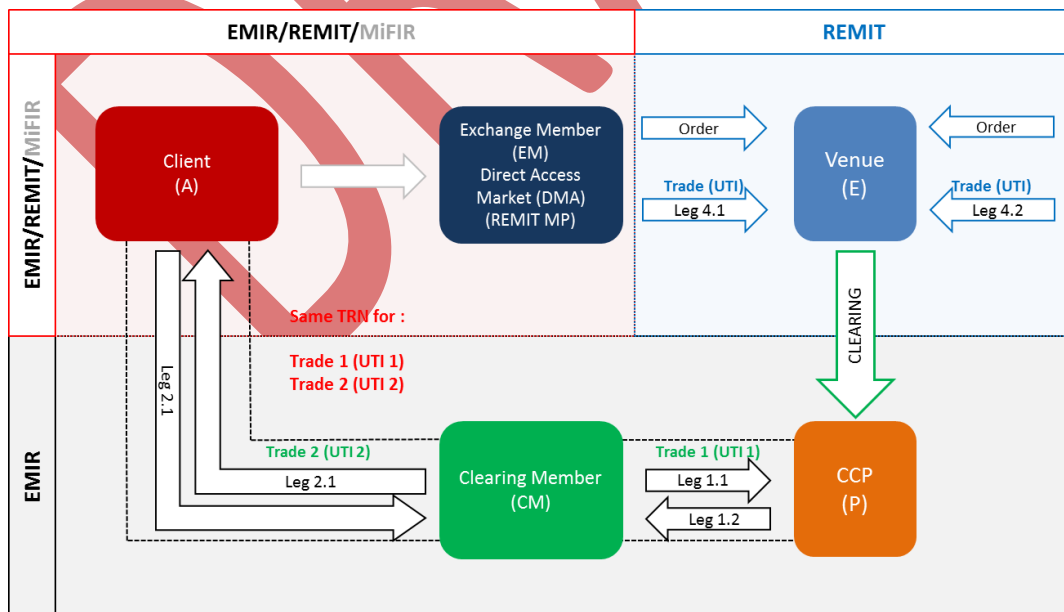 EMIR/REMIT/MiFIR
REMIT
EMIR/REMIT/MiFIR
Client
(A)
Exchange Member
(EM)
Direct Access
Market (DMA)
(REMIT MP)
Order
Venue
(E)
Order
Trade (UTI)
Leg 4.1
Trade (UTI)
Leg 4.2
CLEARING
Same TRN for :
Trade 1 (UTI 1)
Trade 2 (UTI 2)
Leg 2.1
EMIR
Trade 2 (UTI 2)
Leg 2.1
Clearing Member
(CM)
Trade 1 (UTI 1)
Leg 1.1
Leg 1.2
CCP
(P)